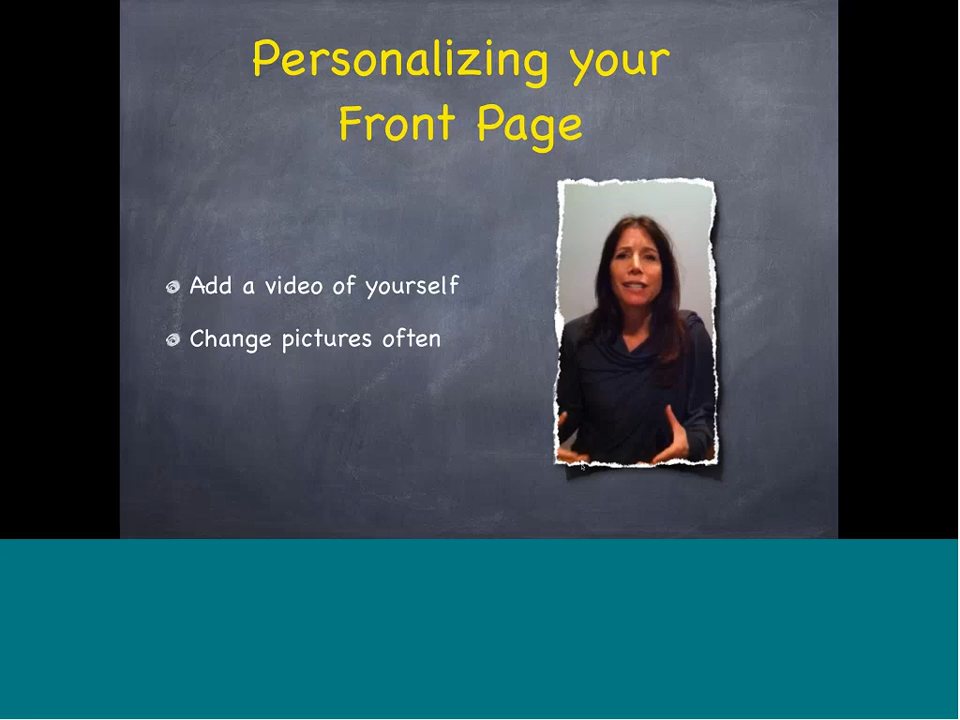 Personalizing your
Front Page
Add a video of yourself
Change pictures often